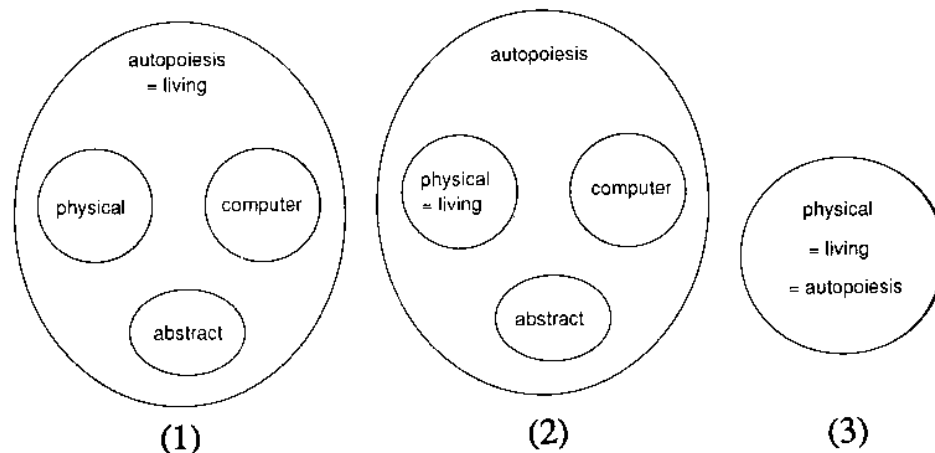 autopoiesis
= living
physical
computer
abstract
(1)
autopoiesis
physical
= living
computer
abstract
(2)
physical
= living
= autopoiesis
(3)